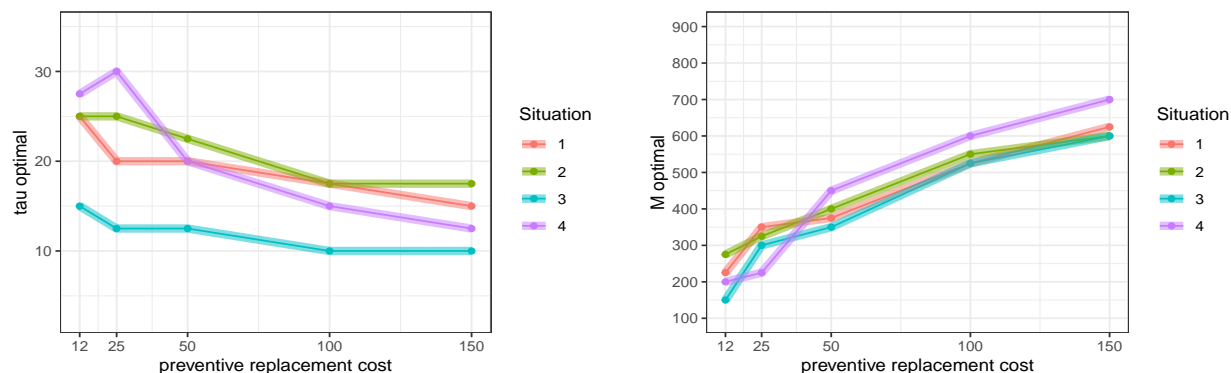 30
20
10
tau optimal
12 25 50 100 150
preventive replacement cost
Situation
1
2
3
4
900
800
700
600
500
400
300
200
100
M optimal
12 25 50 100 150
preventive replacement cost
Situation
1
2
3
4